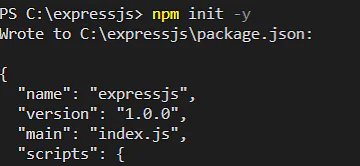 PS C:\expressjs> npm init -y
Wrote to C:\expressjs\package.json:
{
"name": "expressjs",
"version": "1.0.0",
"main": "index.js",
"scripts": {